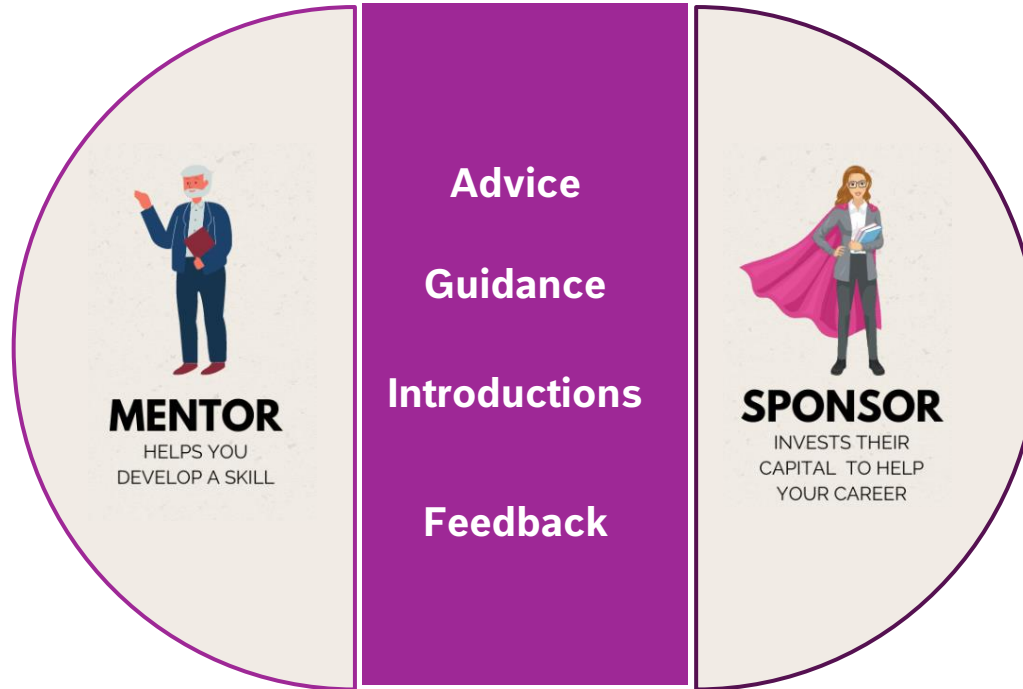 MENTOR
HELPS YOU
DEVELOP A SKILL
Advice
Guidance
Introductions
Feedback
SPONSOR
INVESTS THEIR
CAPITAL TO HELP
YOUR CAREER